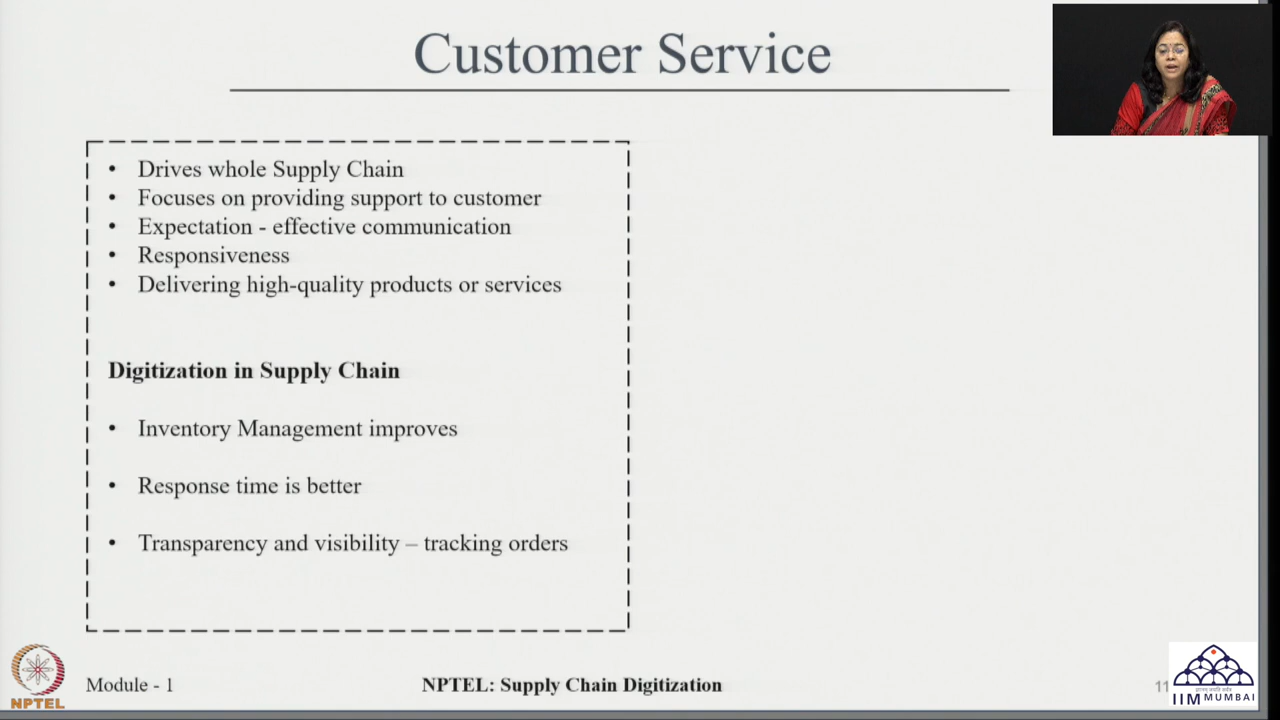 Customer Service
• Drives whole Supply Chain
• Focuses on providing support to customer
• Expectation - effective communication
• Responsiveness
• Delivering high-quality products or services
Digitization in Supply Chain
• Inventory Management improves
• Response time is better
• Transparency and visibility – tracking orders
NPTEL
Module - 1
NPTEL: Supply Chain Digitization
11
IIM MUMBAI